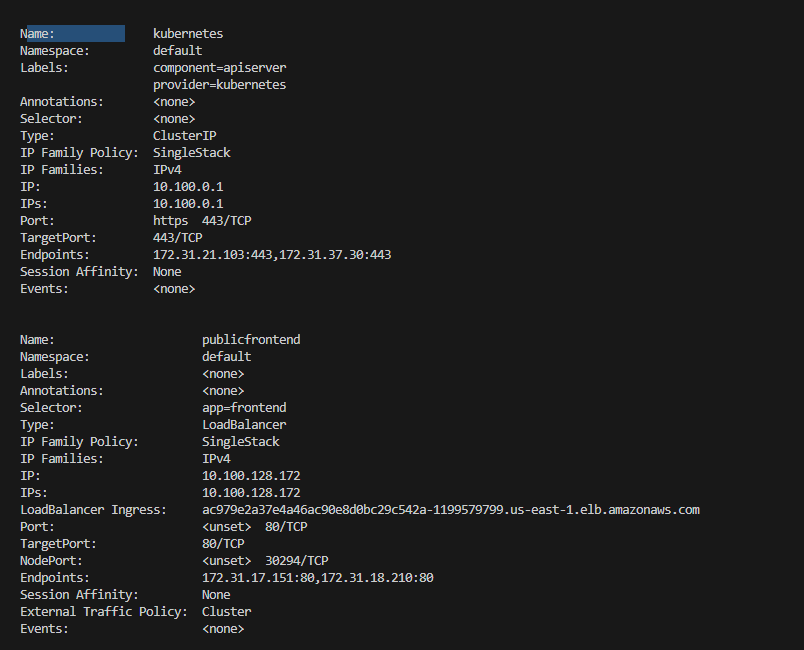 Name:              kubernetes
Namespace:         default
Labels:            component=apiserver
                   provider=kubernetes
Annotations:       <none>
Selector:          <none>
Type:              ClusterIP
IP Family Policy:  SingleStack
IP Families:       IPv4
IP:                10.100.0.1
IPs:               10.100.0.1
Port:              https  443/TCP
TargetPort:        443/TCP
Endpoints:         172.31.21.103:443,172.31.37.30:443
Session Affinity:  None
Events:            <none>


Name:                     publicfrontend
Namespace:                default
Labels:                   <none>
Annotations:              <none>
Selector:                 app=frontend
Type:                     LoadBalancer
IP Family Policy:         SingleStack
IP Families:              IPv4
IP:                       10.100.128.172
IPs:                      10.100.128.172
LoadBalancer Ingress:     ac979e2a37e4a46ac90e8d0bc29c542a-1199579799.us-east-1.elb.amazonaws.com
Port:                     <unset>  80/TCP
TargetPort:               80/TCP
NodePort:                 <unset>  30294/TCP
Endpoints:                172.31.17.151:80,172.31.18.210:80
Session Affinity:         None
External Traffic Policy:  Cluster
Events:                   <none>